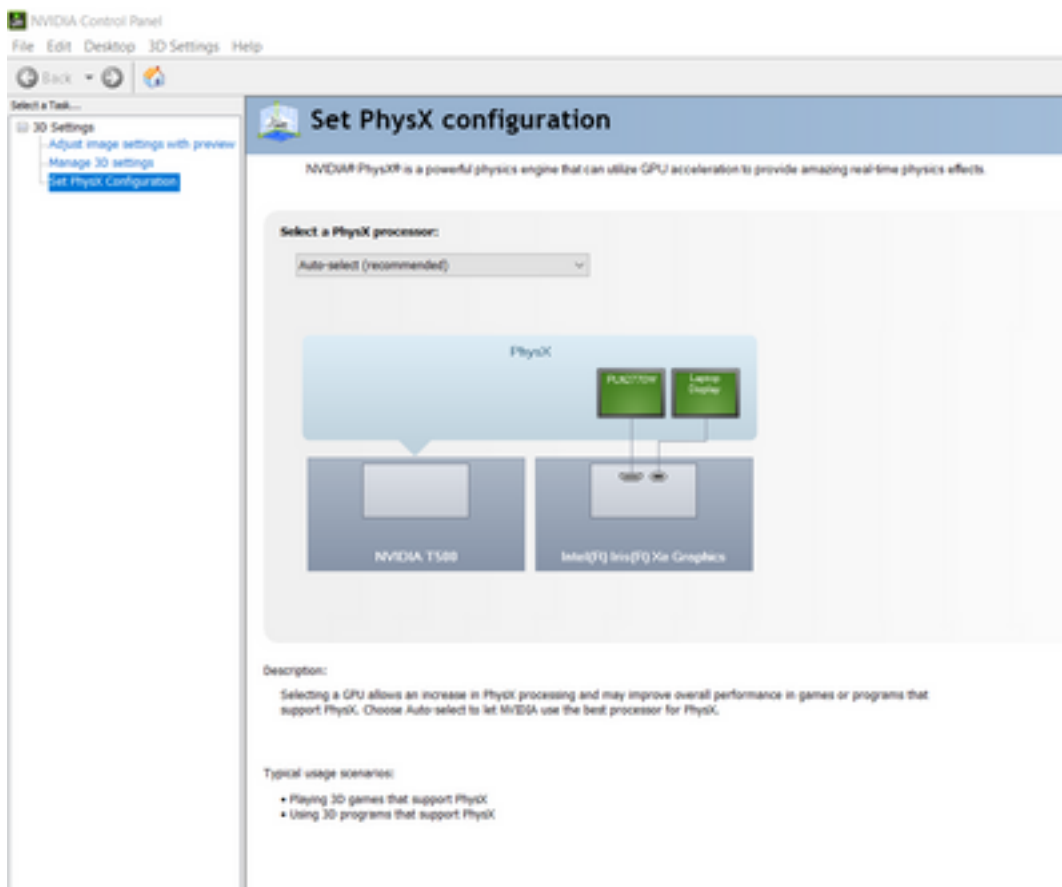 NVIDIA Control Panel
File Edit Desktop 3D Settings Help
Back
Select a Task...
3D Settings
Adjust image settings with preview
Manage 3D settings
Set PhysX Configuration
Set PhysX configuration
NVIDIA® PhysX® is a powerful physics engine that can utilize GPU acceleration to provide amazing real-time physics effects.
Select a PhysX processor:
Auto-select (recommended)
PhysX
Laptop
Display
NVIDIA T500
Intel(R) Iris(R) Xe Graphics
Description:
Selecting a GPU allows an increase in PhysX processing and may improve overall performance in games or programs that
support PhysX. Choose Auto-select to let NVIDIA use the best processor for PhysX.
Typical usage scenarios:
• Playing 3D games that support PhysX
• Using 3D programs that support PhysX